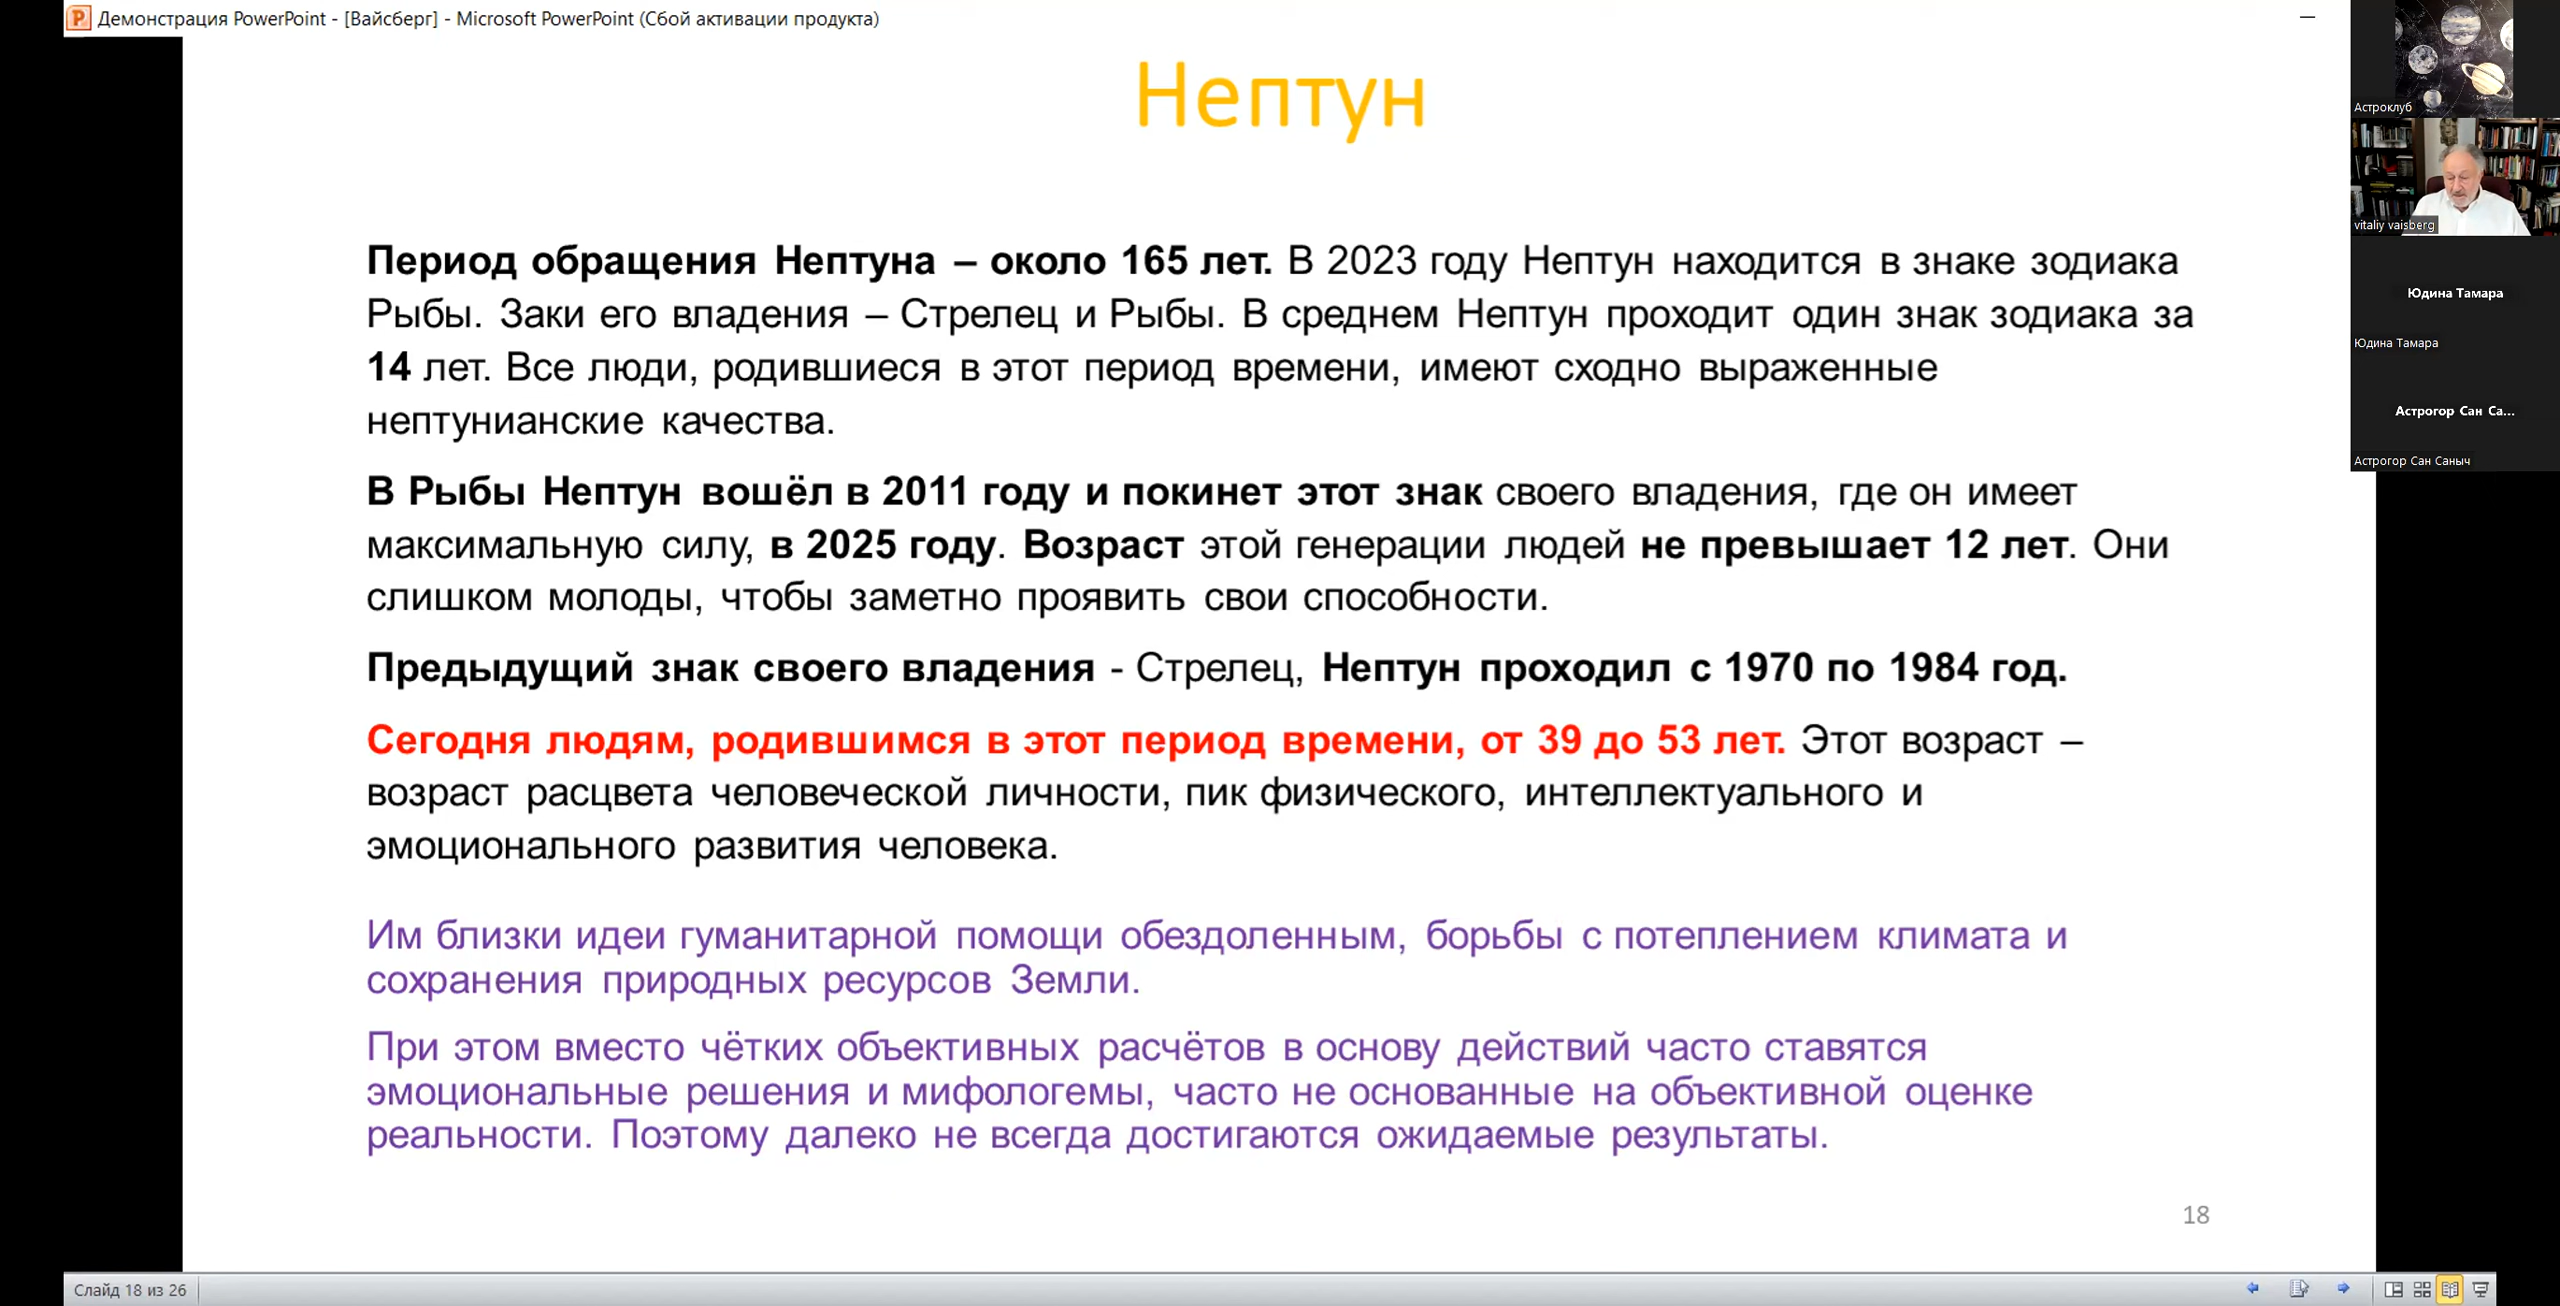 Демонстрация PowerPoint - [Вайсберг] - Microsoft PowerPoint (Сбой активации продукта)
Нептун
Период обращения Нептуна – около 165 лет. В 2023 году Нептун находится в знаке зодиака
Рыбы. Заки его владения – Стрелец и Рыбы. В среднем Нептун проходит один знак зодиака за
14 лет. Все люди, родившиеся в этот период времени, имеют сходно выраженные
нептунианские качества.
В Рыбы Нептун вошёл в 2011 году и покинет этот знак своего владения, где он имеет
максимальную силу, в 2025 году. Возраст этой генерации людей не превышает 12 лет. Они
слишком молоды, чтобы заметно проявить свои способности.
Предыдущий знак своего владения - Стрелец, Нептун проходил с 1970 по 1984 год.
Сегодня людям, родившимся в этот период времени, от 39 до 53 лет. Этот возраст –
возраст расцвета человеческой личности, пик физического, интеллектуального и
эмоционального развития человека.
Им близки идеи гуманитарной помощи обездоленным, борьбы с потеплением климата и
сохранения природных ресурсов Земли.
При этом вместо чётких объективных расчётов в основу действий часто ставятся
эмоциональные решения и мифологемы, часто не основанные на объективной оценке
реальности. Поэтому далеко не всегда достигаются ожидаемые результаты.
18
Слайд 18 из 26
Астроклуб
vitaliy vaisberg
Юдина Тамара
Юдина Тамара
Астрогор Сан Са...
Астрогор Сан Саныч